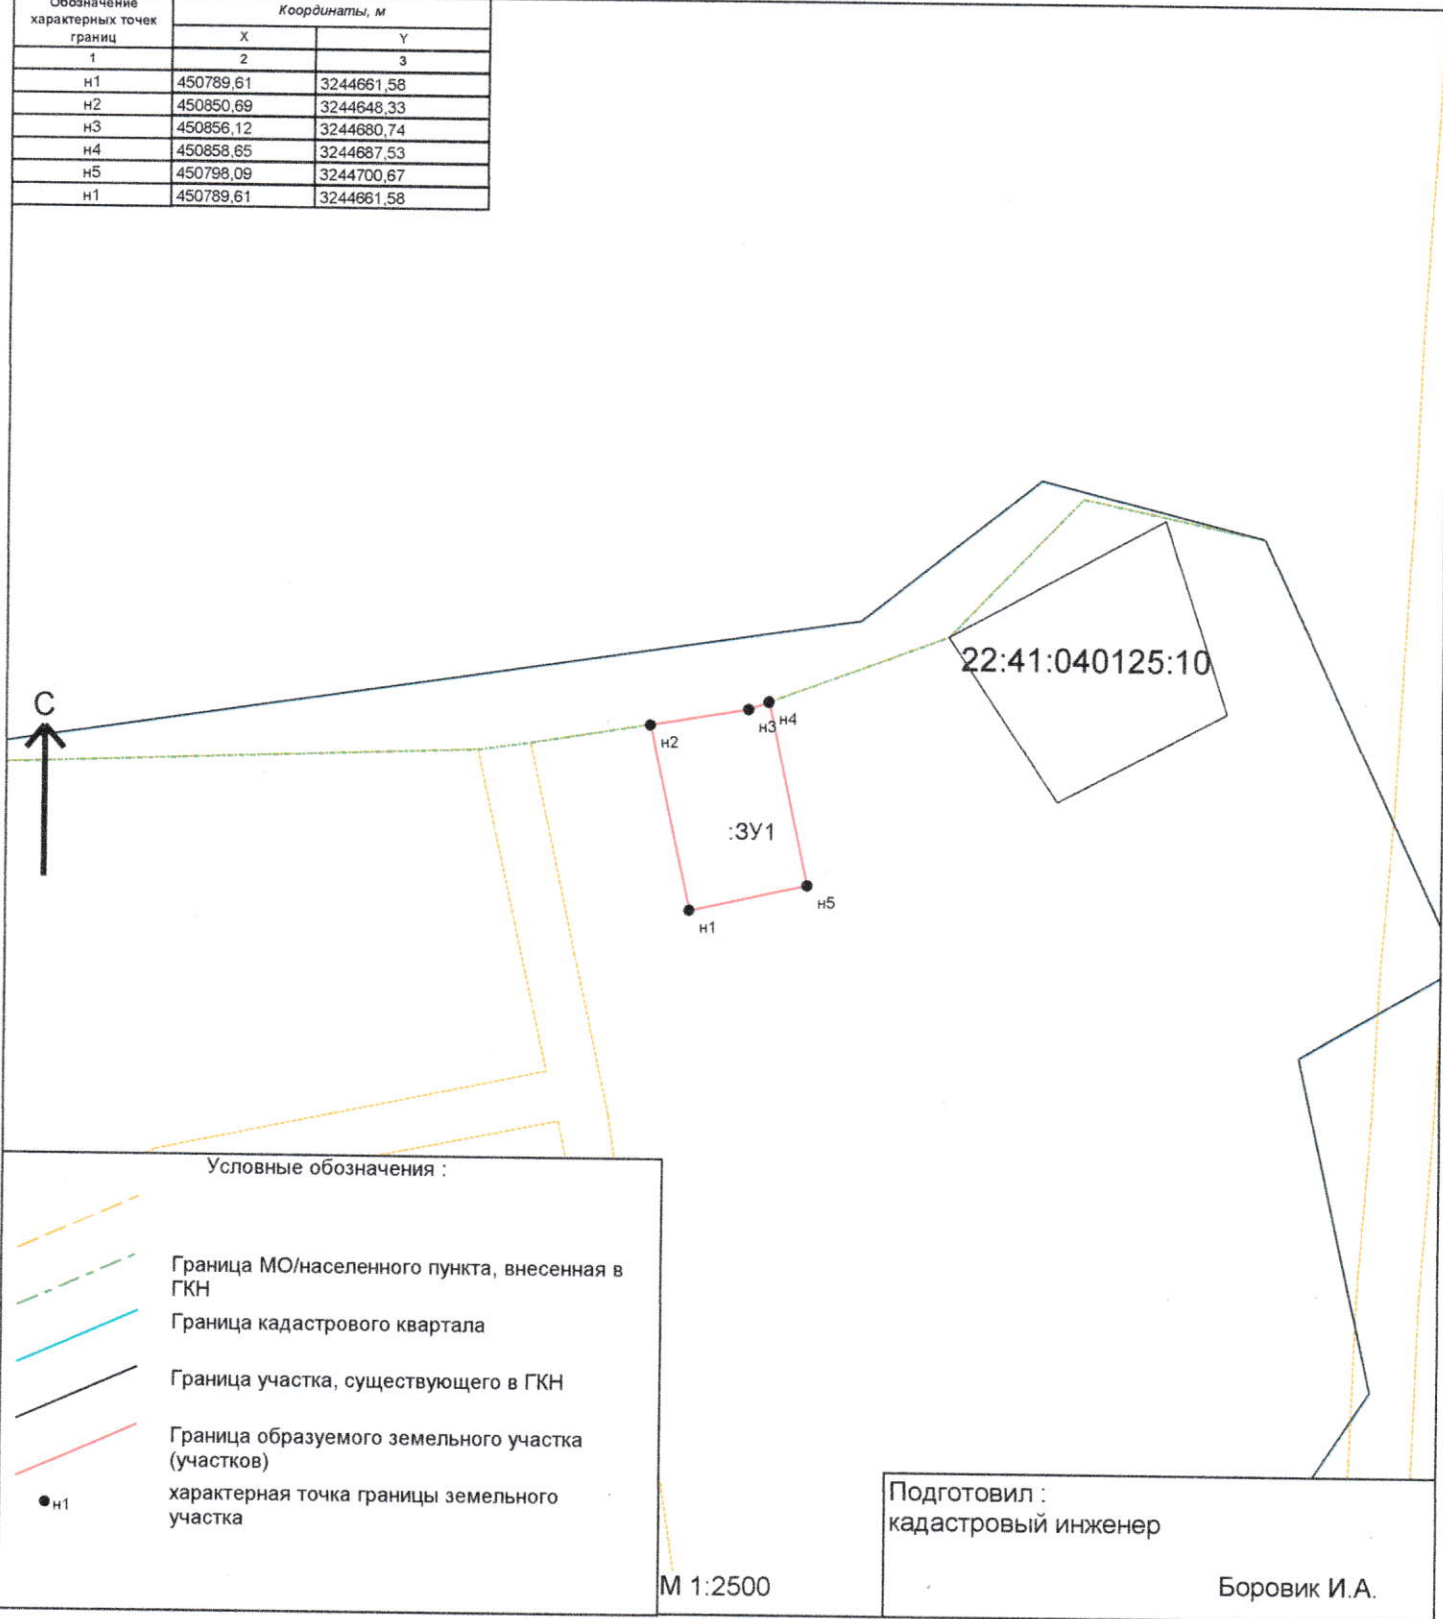 Обозначение
характерных точек
границ
Координаты, м
X Y
1 2 3
н1 450789,61 3244661,58
н2 450850,69 3244648,33
н3 450856,12 3244680,74
н4 450858,65 3244687,53
н5 450798,09 3244700,67
н1 450789,61 3244661,58
22:41:040125:10
С
н4
н3
н2
:ЗУ1
н5
н1
Условные обозначения :
Граница МО/населенного пункта, внесенная в
ГКН
Граница кадастрового квартала
Граница участка, существующего в ГКН
Граница образуемого земельного участка
(участков)
н1
характерная точка границы земельного
участка
М 1:2500
Подготовил :
кадастровый инженер
Боровик И.А.